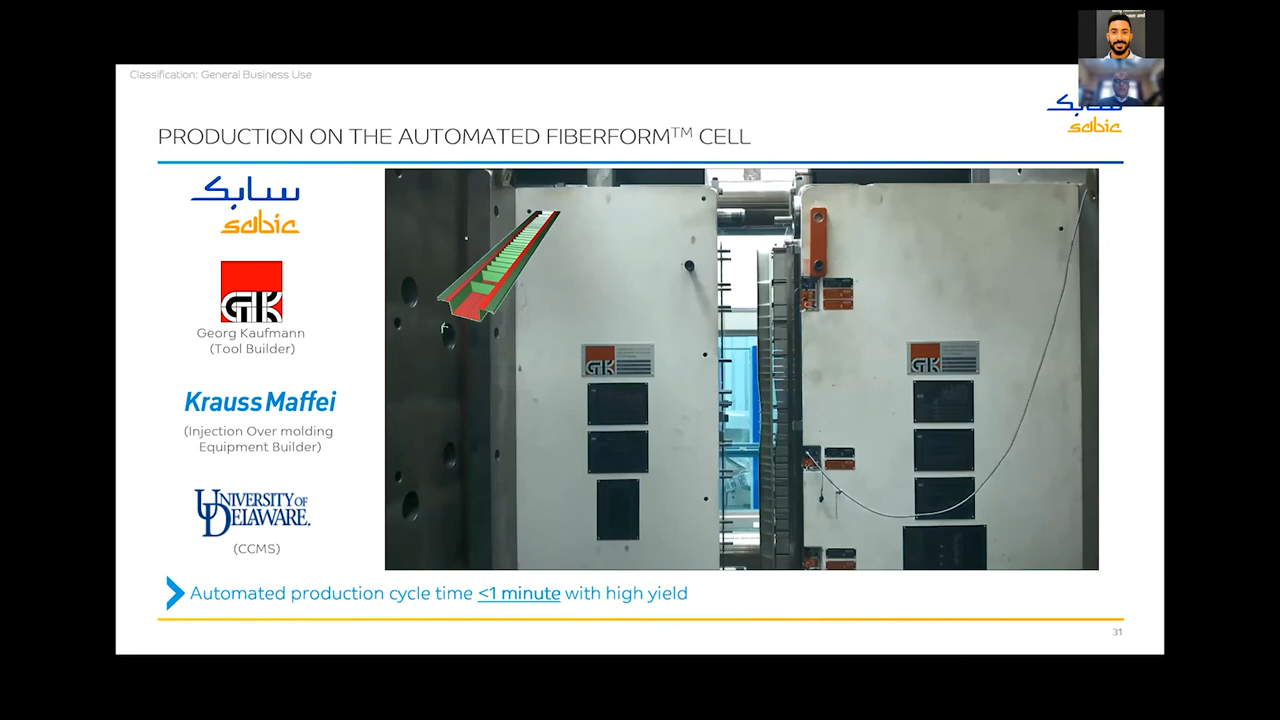 Classification: General Business Use
سابك
sabic
PRODUCTION ON THE AUTOMATED FIBERFORM™ CELL
سابك
sabic
GK
Georg Kaufmann
(Tool Builder)
Krauss Maffei
(Injection Over molding
Equipment Builder)
UNIVERSITY OF
DELAWARE.
(CCMS)
GK
GK
Automated production cycle time <1 minute with high yield
31